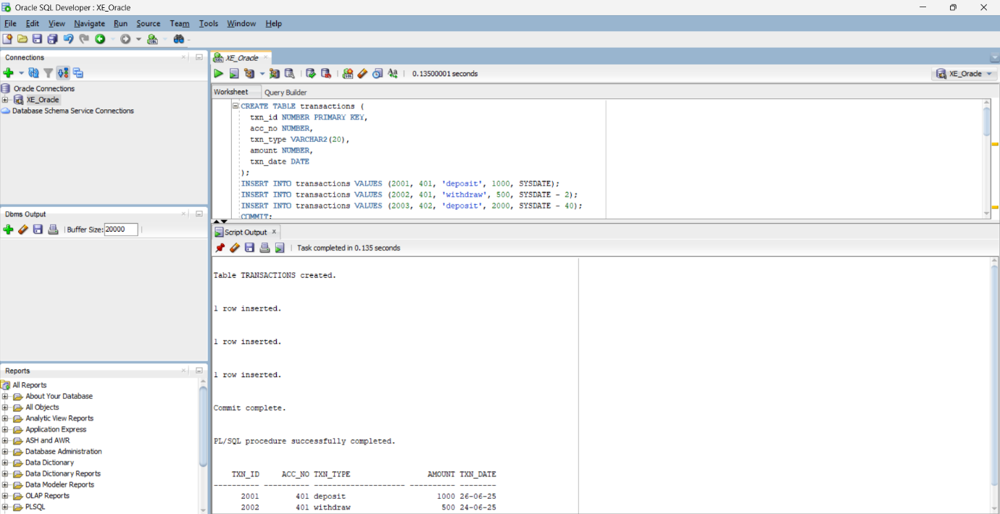 Oracle SQL Developer : XE_Oracle
File Edit View Navigate Run Source Team Tools Window Help
Connections
Oracle Connections
XE_Oracle
Database Schema Service Connections
Dbms Output
Buffer Size: 20000
Reports
All Reports
About Your Database
All Objects
Analytic View Reports
Application Express
ASH and AWR
Database Administration
Data Dictionary
Data Dictionary Reports
Data Modeler Reports
OLAP Reports
PLSQL
XE_Oracle
0.13500001 seconds
XE_Oracle
Worksheet Query Builder
CREATE TABLE transactions (
txn_id NUMBER PRIMARY KEY,
acc_no NUMBER,
txn_type VARCHAR2(20),
amount NUMBER,
txn_date DATE
);
INSERT INTO transactions VALUES (2001, 401, 'deposit', 1000, SYSDATE);
INSERT INTO transactions VALUES (2002, 401, 'withdraw', 500, SYSDATE - 2);
INSERT INTO transactions VALUES (2003, 402, 'deposit', 2000, SYSDATE - 40);
COMMIT;
Script Output
Task completed in 0.135 seconds
Table TRANSACTIONS created.
1 row inserted.
1 row inserted.
1 row inserted.
Commit complete.
PL/SQL procedure successfully completed.
TXN_ID ACC_NO TXN_TYPE AMOUNT TXN_DATE
---------- ---------- -------------------- ---------- --------
2001 401 deposit 1000 26-06-25
2002 401 withdraw 500 24-06-25